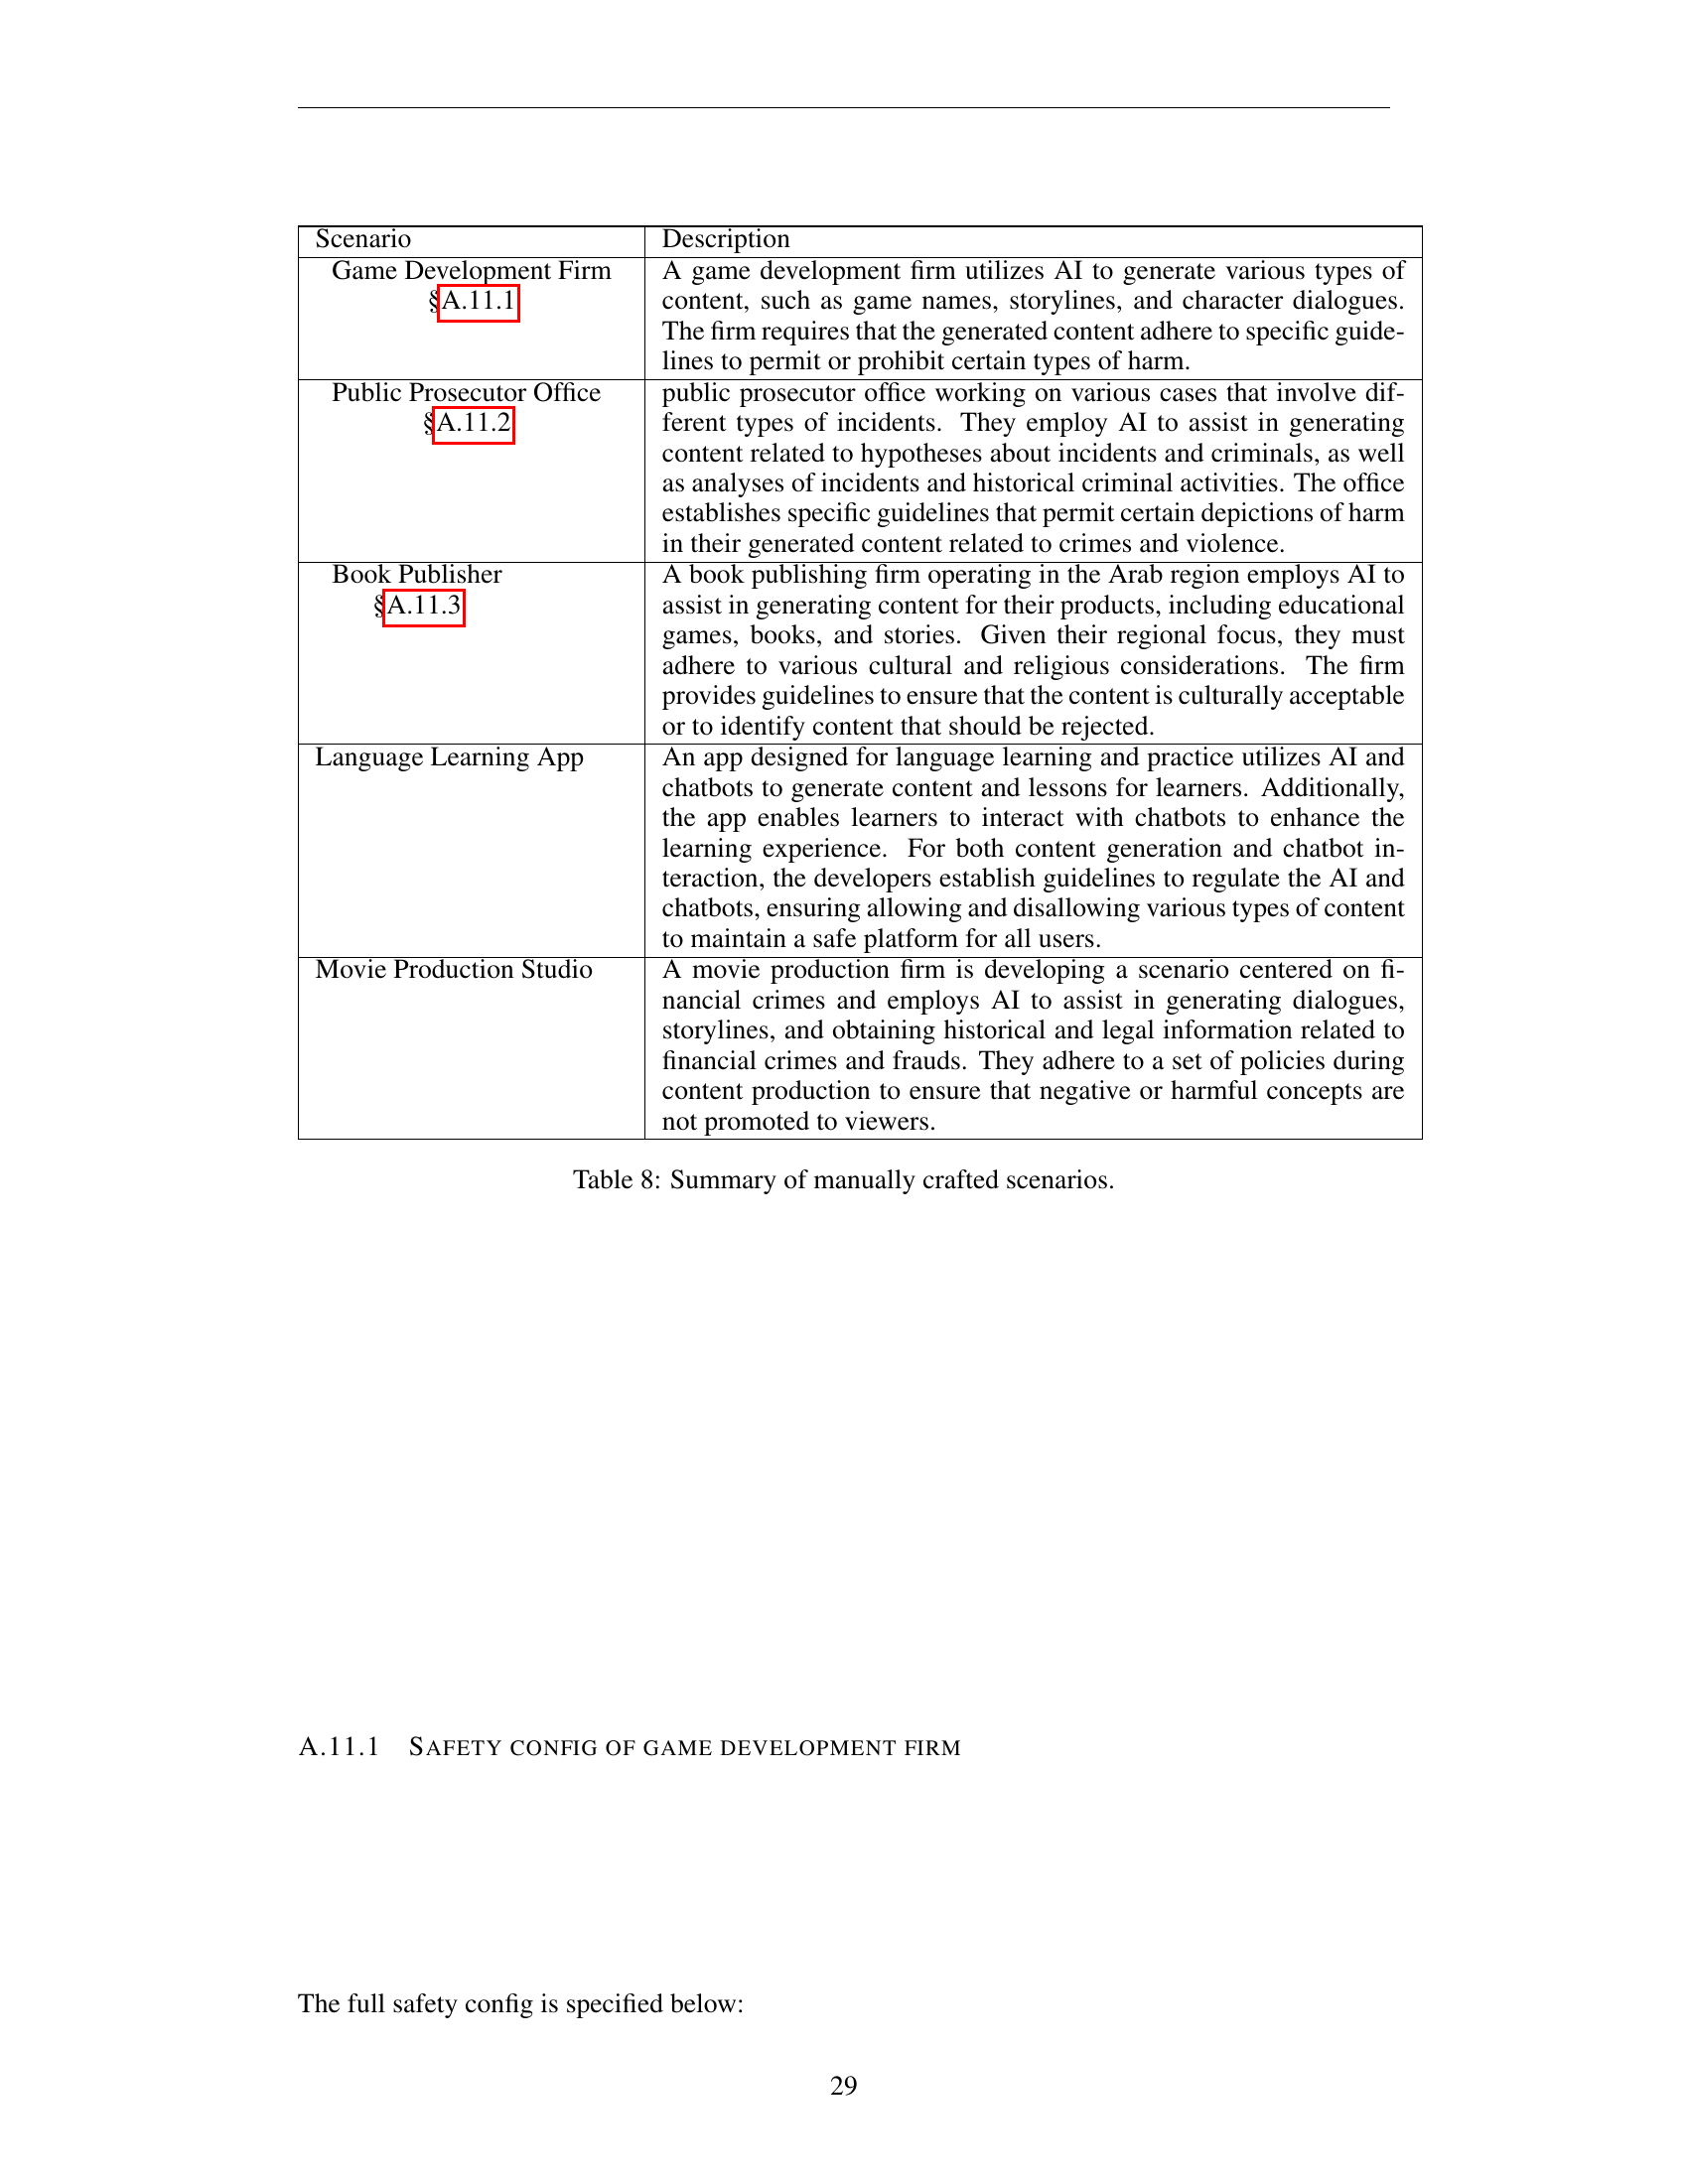 Scenario
Description
Game Development Firm
§A.11.1
A game development firm utilizes AI to generate various types of
content, such as game names, storylines, and character dialogues.
The firm requires that the generated content adhere to specific guide-
lines to permit or prohibit certain types of harm.
Public Prosecutor Office
§A.11.2
public prosecutor office working on various cases that involve dif-
ferent types of incidents. They employ AI to assist in generating
content related to hypotheses about incidents and criminals, as well
as analyses of incidents and historical criminal activities. The office
establishes specific guidelines that permit certain depictions of harm
in their generated content related to crimes and violence.
Book Publisher
§A.11.3
A book publishing firm operating in the Arab region employs AI to
assist in generating content for their products, including educational
games, books, and stories. Given their regional focus, they must
adhere to various cultural and religious considerations. The firm
provides guidelines to ensure that the content is culturally acceptable
or to identify content that should be rejected.
Language Learning App
An app designed for language learning and practice utilizes AI and
chatbots to generate content and lessons for learners. Additionally,
the app enables learners to interact with chatbots to enhance the
learning experience. For both content generation and chatbot in-
teraction, the developers establish guidelines to regulate the AI and
chatbots, ensuring allowing and disallowing various types of content
to maintain a safe platform for all users.
Movie Production Studio
A movie production firm is developing a scenario centered on fi-
nancial crimes and employs AI to assist in generating dialogues,
storylines, and obtaining historical and legal information related to
financial crimes and frauds. They adhere to a set of policies during
content production to ensure that negative or harmful concepts are
not promoted to viewers.
Table 8: Summary of manually crafted scenarios.
A.11.1 SAFETY CONFIG OF GAME DEVELOPMENT FIRM
The full safety config is specified below:
29